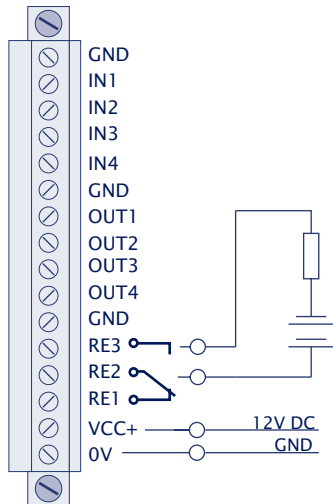 GND
IN1
IN2
IN3
IN4
GND
OUT1
OUT2
OUT3
OUT4
GND
RE3
RE2
RE1
VCC+ 12V DC
0V GND